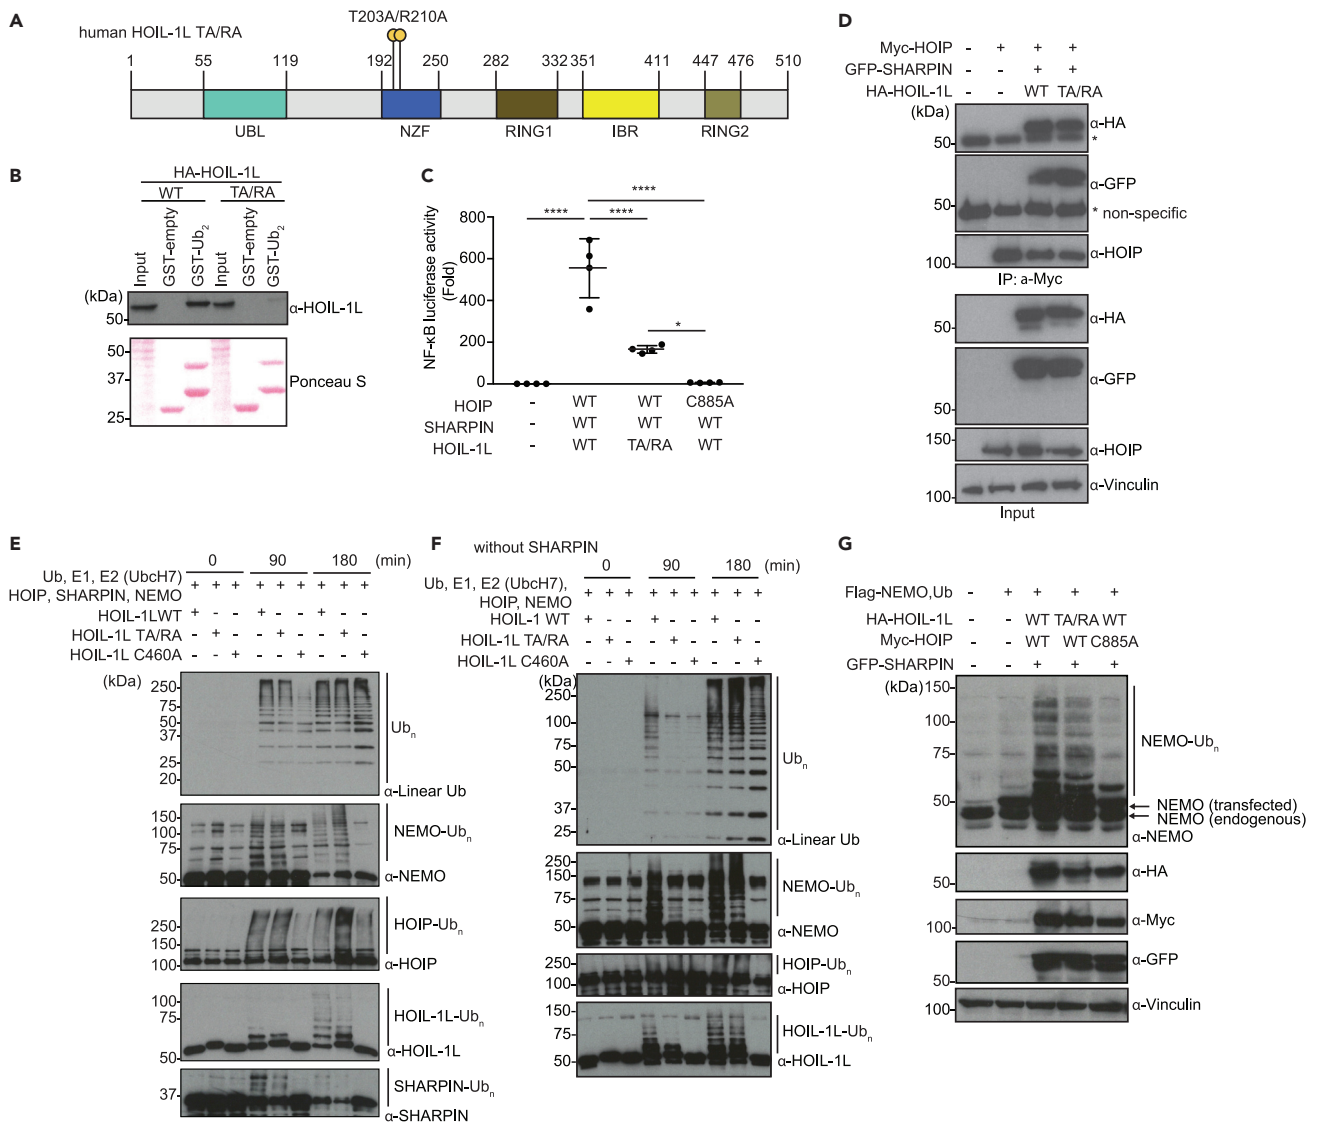 A
human HOIL-1L TA/RA
T203A/R210A
1 55 119 192 250 282 332 351 411 447 476 510
UBL NZF RING1 IBR RING2
B
HA-HOIL-1L
WT TA/RA
Input GST-empty GST-Ub2 Input GST-empty GST-Ub2
(kDa)
50
α-HOIL-1L
50
37
25
Ponceau S
C
NF-κB luciferase activity
(Fold)
800
600
400
200
0
**** **** ****
*
HOIP - WT WT C885A
SHARPIN - WT WT WT
HOIL-1L - WT TA/RA WT
D
Myc-HOIP - + + +
GFP-SHARPIN - - + +
HA-HOIL-1L - - WT TA/RA
(kDa)
50
α-HA
*
50
α-GFP
* non-specific
100
α-HOIP
IP: a-Myc
50
α-HA
50
α-GFP
150
α-HOIP
100
α-Vinculin
Input
E
0 90 180 (min)
Ub, E1, E2 (UbcH7)
HOIP, SHARPIN, NEMO + + + + + + + + +
HOIL-1LWT + - - + - - + - -
HOIL-1L TA/RA - + - - + - - + -
HOIL-1L C460A - - + - - + - - +
(kDa)
250
75
50
37
25
20
Ubn
α-Linear Ub
150
100
75
50
NEMO-Ubn
α-NEMO
250
150
100
HOIP-Ubn
α-HOIP
100
75
50
HOIL-1L-Ubn
α-HOIL-1L
37
SHARPIN-Ubn
α-SHARPIN
F
without SHARPIN
0 90 180 (min)
Ub, E1, E2 (UbcH7),
HOIP, NEMO + + + + + + + + +
HOIL-1 WT + - - + - - + - -
HOIL-1L TA/RA - + - - + - - + -
HOIL-1L C460A - - + - - + - - +
(kDa)
250
100
75
50
37
25
Ubn
α-Linear Ub
250
150
75
50
NEMO-Ubn
α-NEMO
250
100
HOIP-Ubn
α-HOIP
150
75
50
HOIL-1L-Ubn
α-HOIL-1L
G
Flag-NEMO,Ub - + + + +
HA-HOIL-1L - - WT TA/RA WT
Myc-HOIP - - WT WT C885A
GFP-SHARPIN - - + + +
(kDa)
150
100
75
50
NEMO-Ubn
NEMO (transfected)
NEMO (endogenous)
α-NEMO
50
α-HA
100
α-Myc
50
α-GFP
100
α-Vinculin